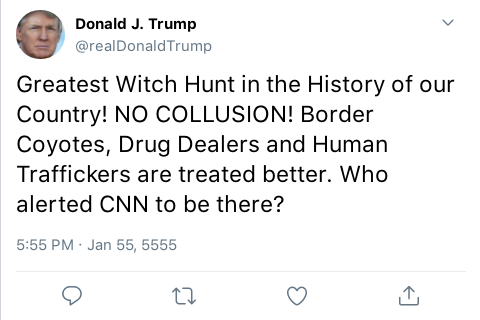 Donald J. Trump
@realDonaldTrump
Greatest Witch Hunt in the History of our
Country! NO COLLUSION! Border
Coyotes, Drug Dealers and Human
Traffickers are treated better. Who
alerted CNN to be there?
5:55 PM · Jan 55, 5555